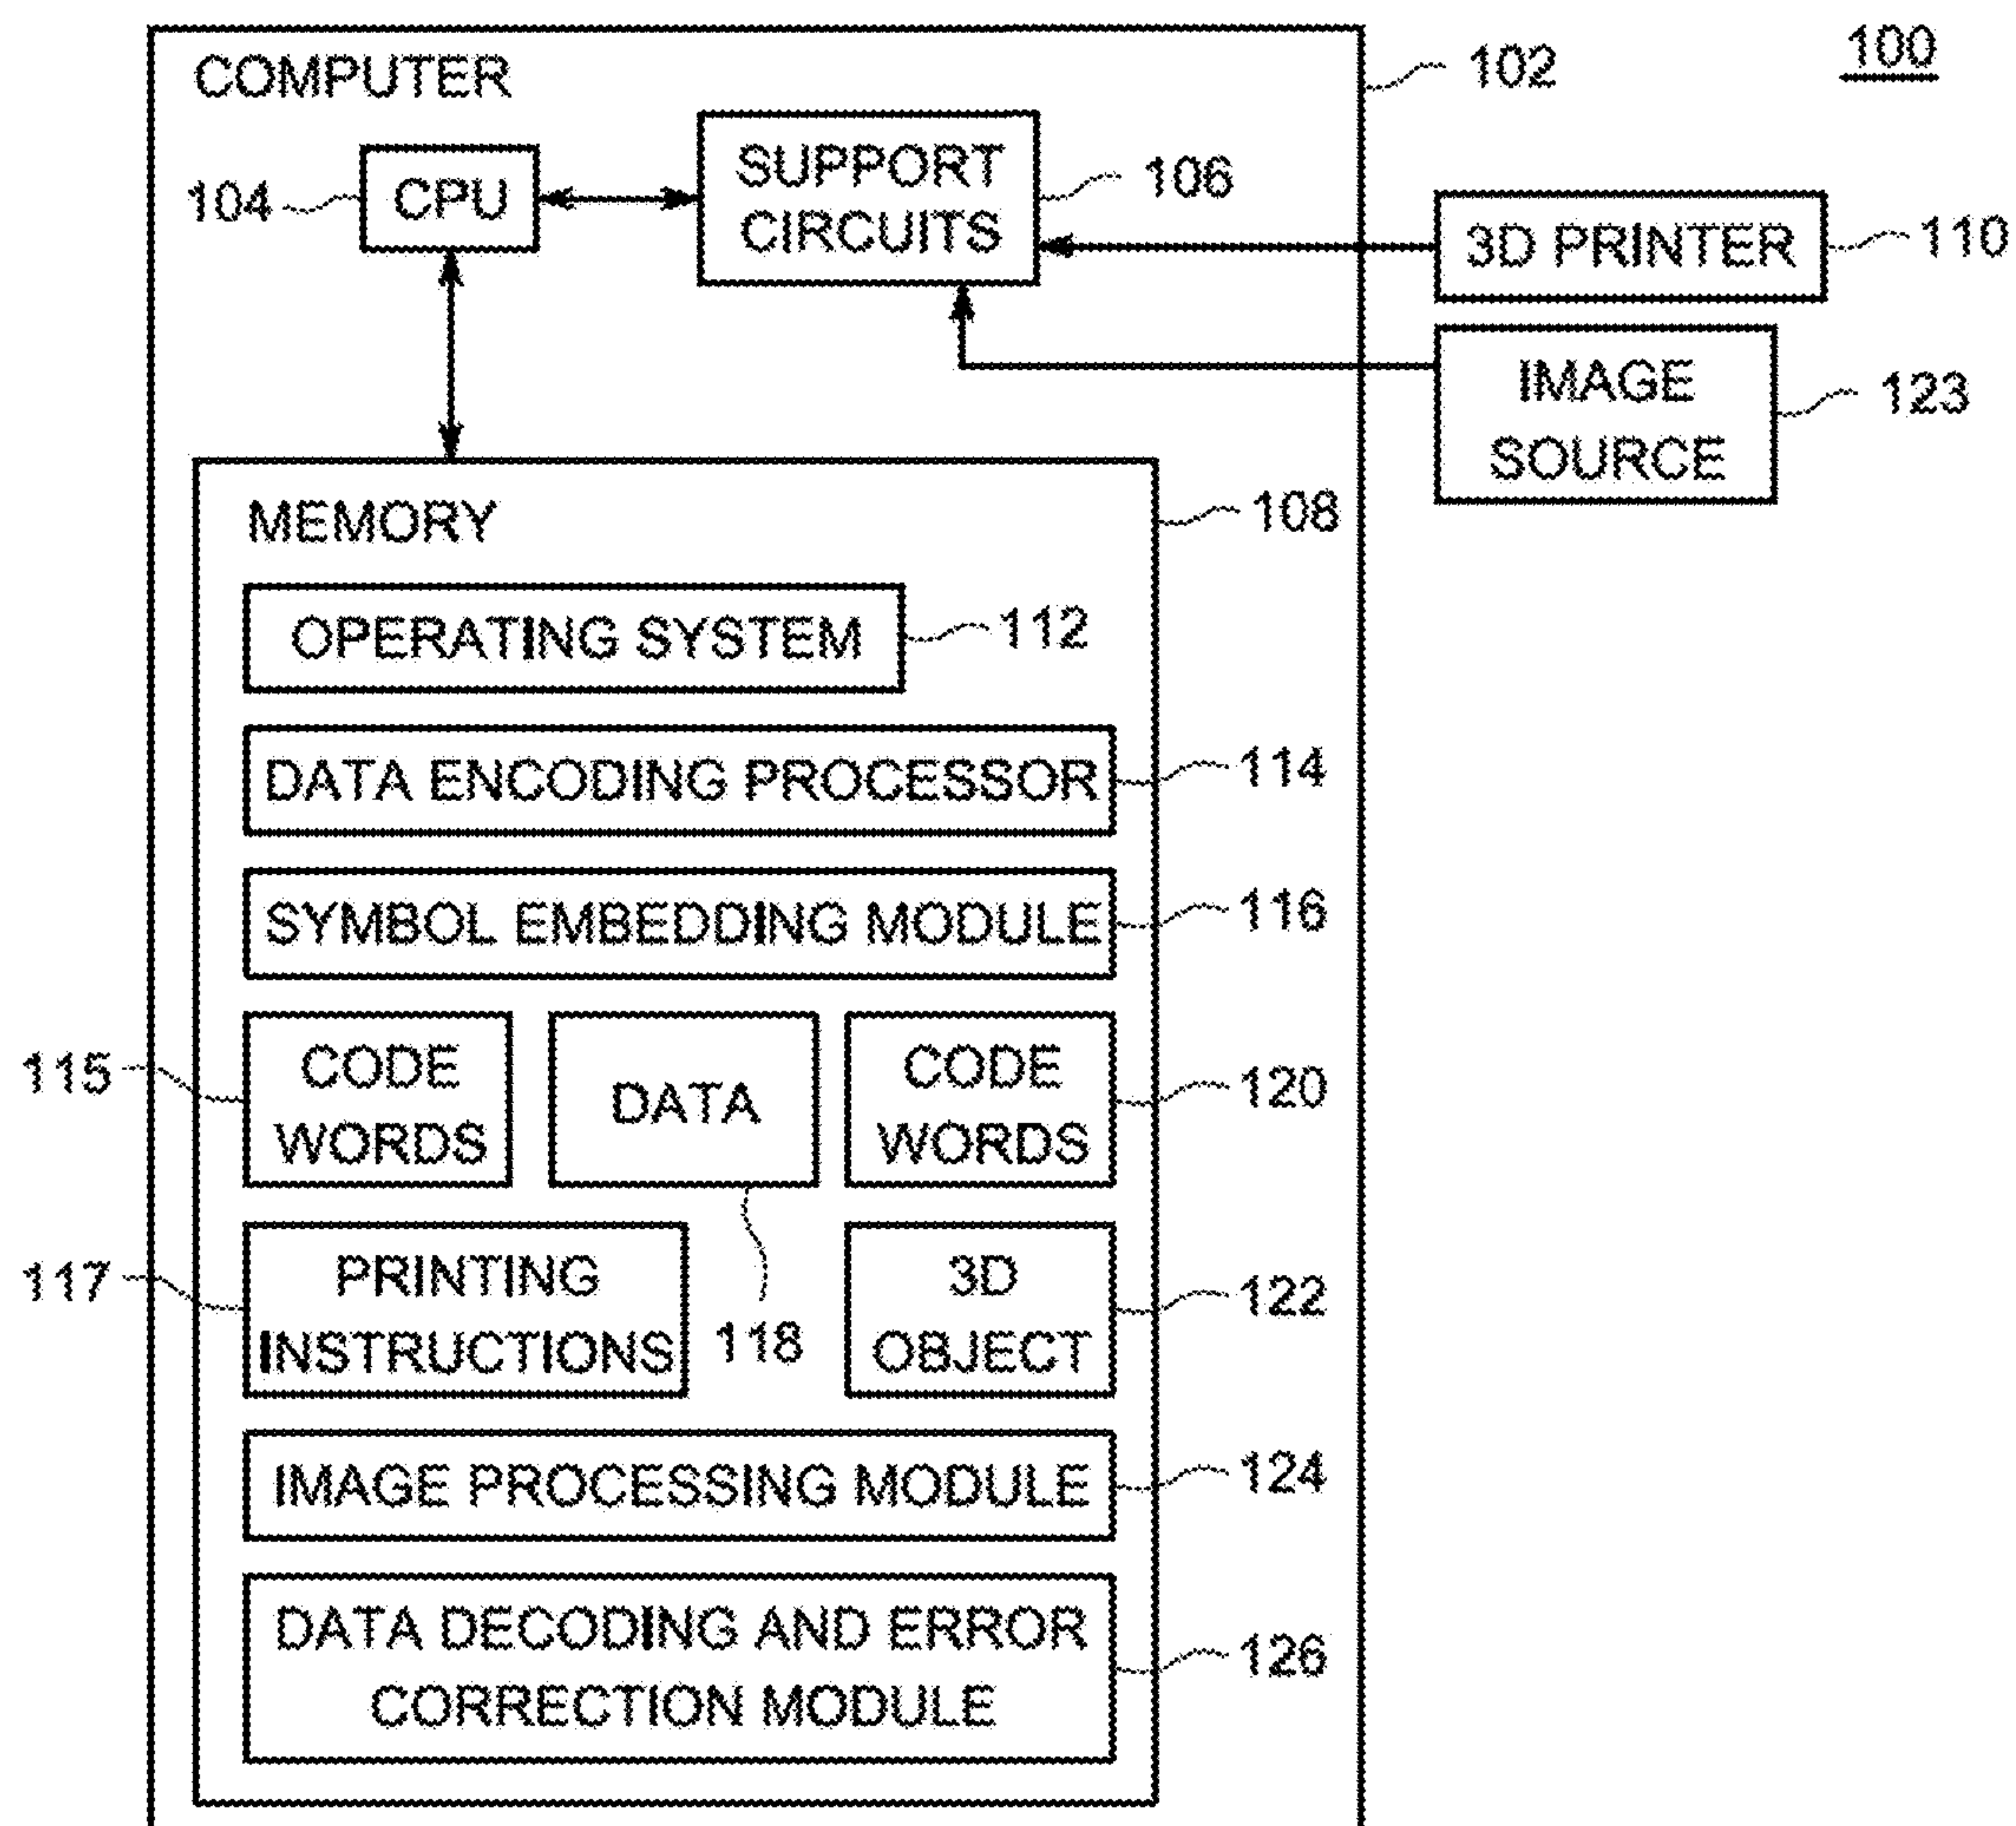 100
COMPUTER
102
104
CPU
SUPPORT
CIRCUITS
106
3D PRINTER
110
IMAGE
SOURCE
123
MEMORY
108
OPERATING SYSTEM
112
DATA ENCODING PROCESSOR
114
SYMBOL EMBEDDING MODULE
116
115
CODE
WORDS
DATA
118
CODE
WORDS
120
117
PRINTING
INSTRUCTIONS
3D
OBJECT
122
IMAGE PROCESSING MODULE
124
DATA DECODING AND ERROR
CORRECTION MODULE
126